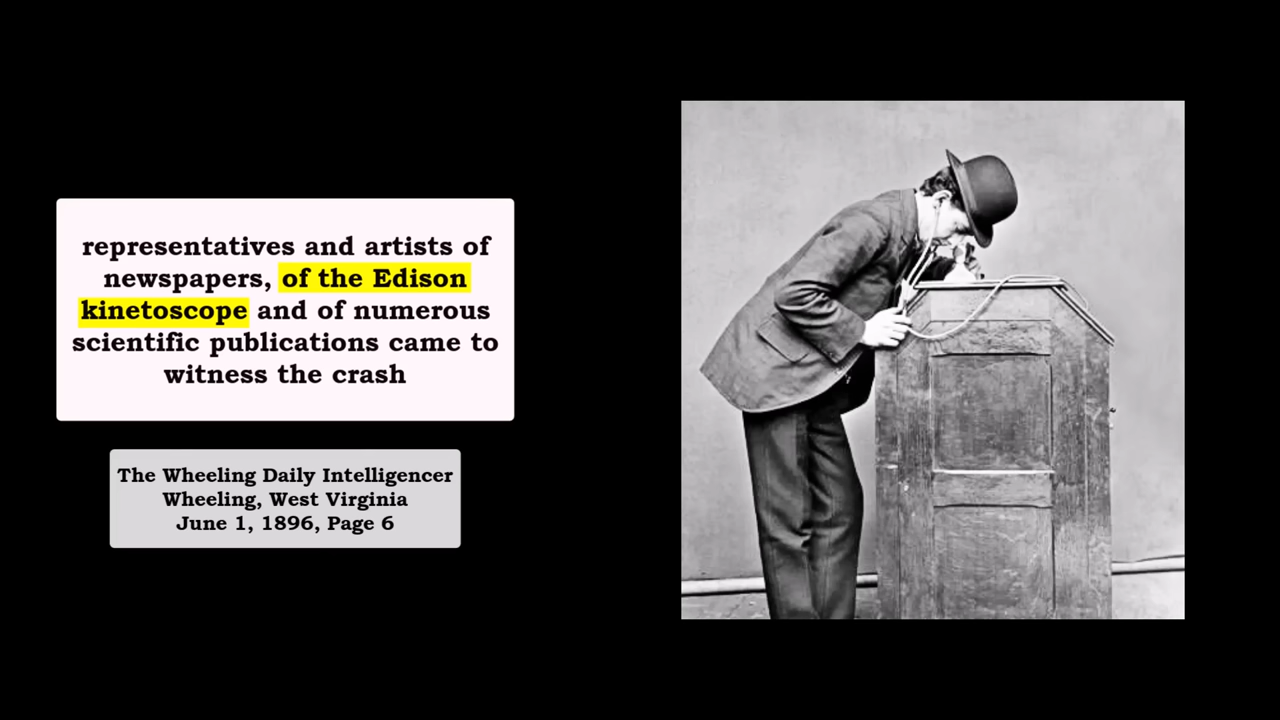 representatives and artists of
newspapers, of the Edison
kinetoscope and of numerous
scientific publications came to
witness the crash
The Wheeling Daily Intelligencer
Wheeling, West Virginia
June 1, 1896, Page 6